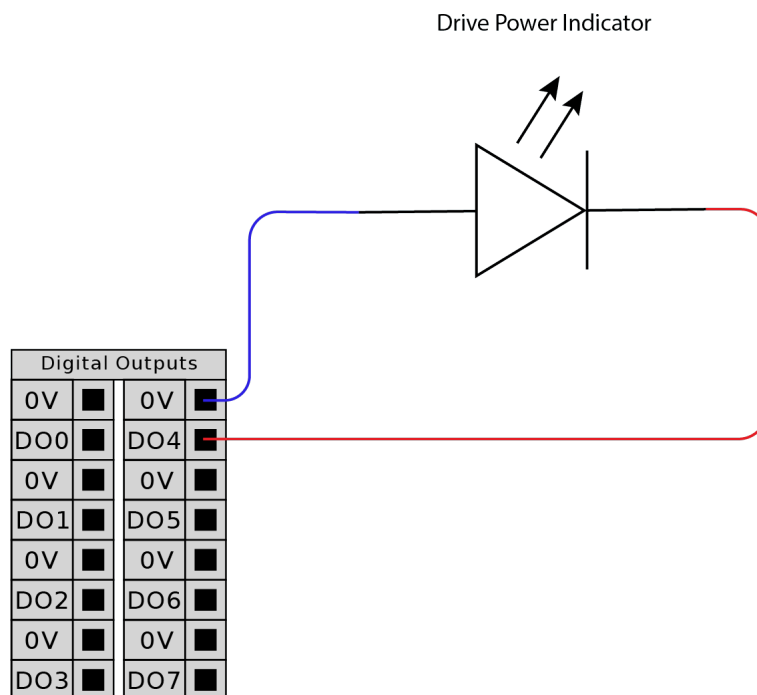 Drive Power Indicator
Digital Outputs
0V 0V
DO0 DO4
0V 0V
DO1 DO5
0V 0V
DO2 DO6
0V 0V
DO3 DO7